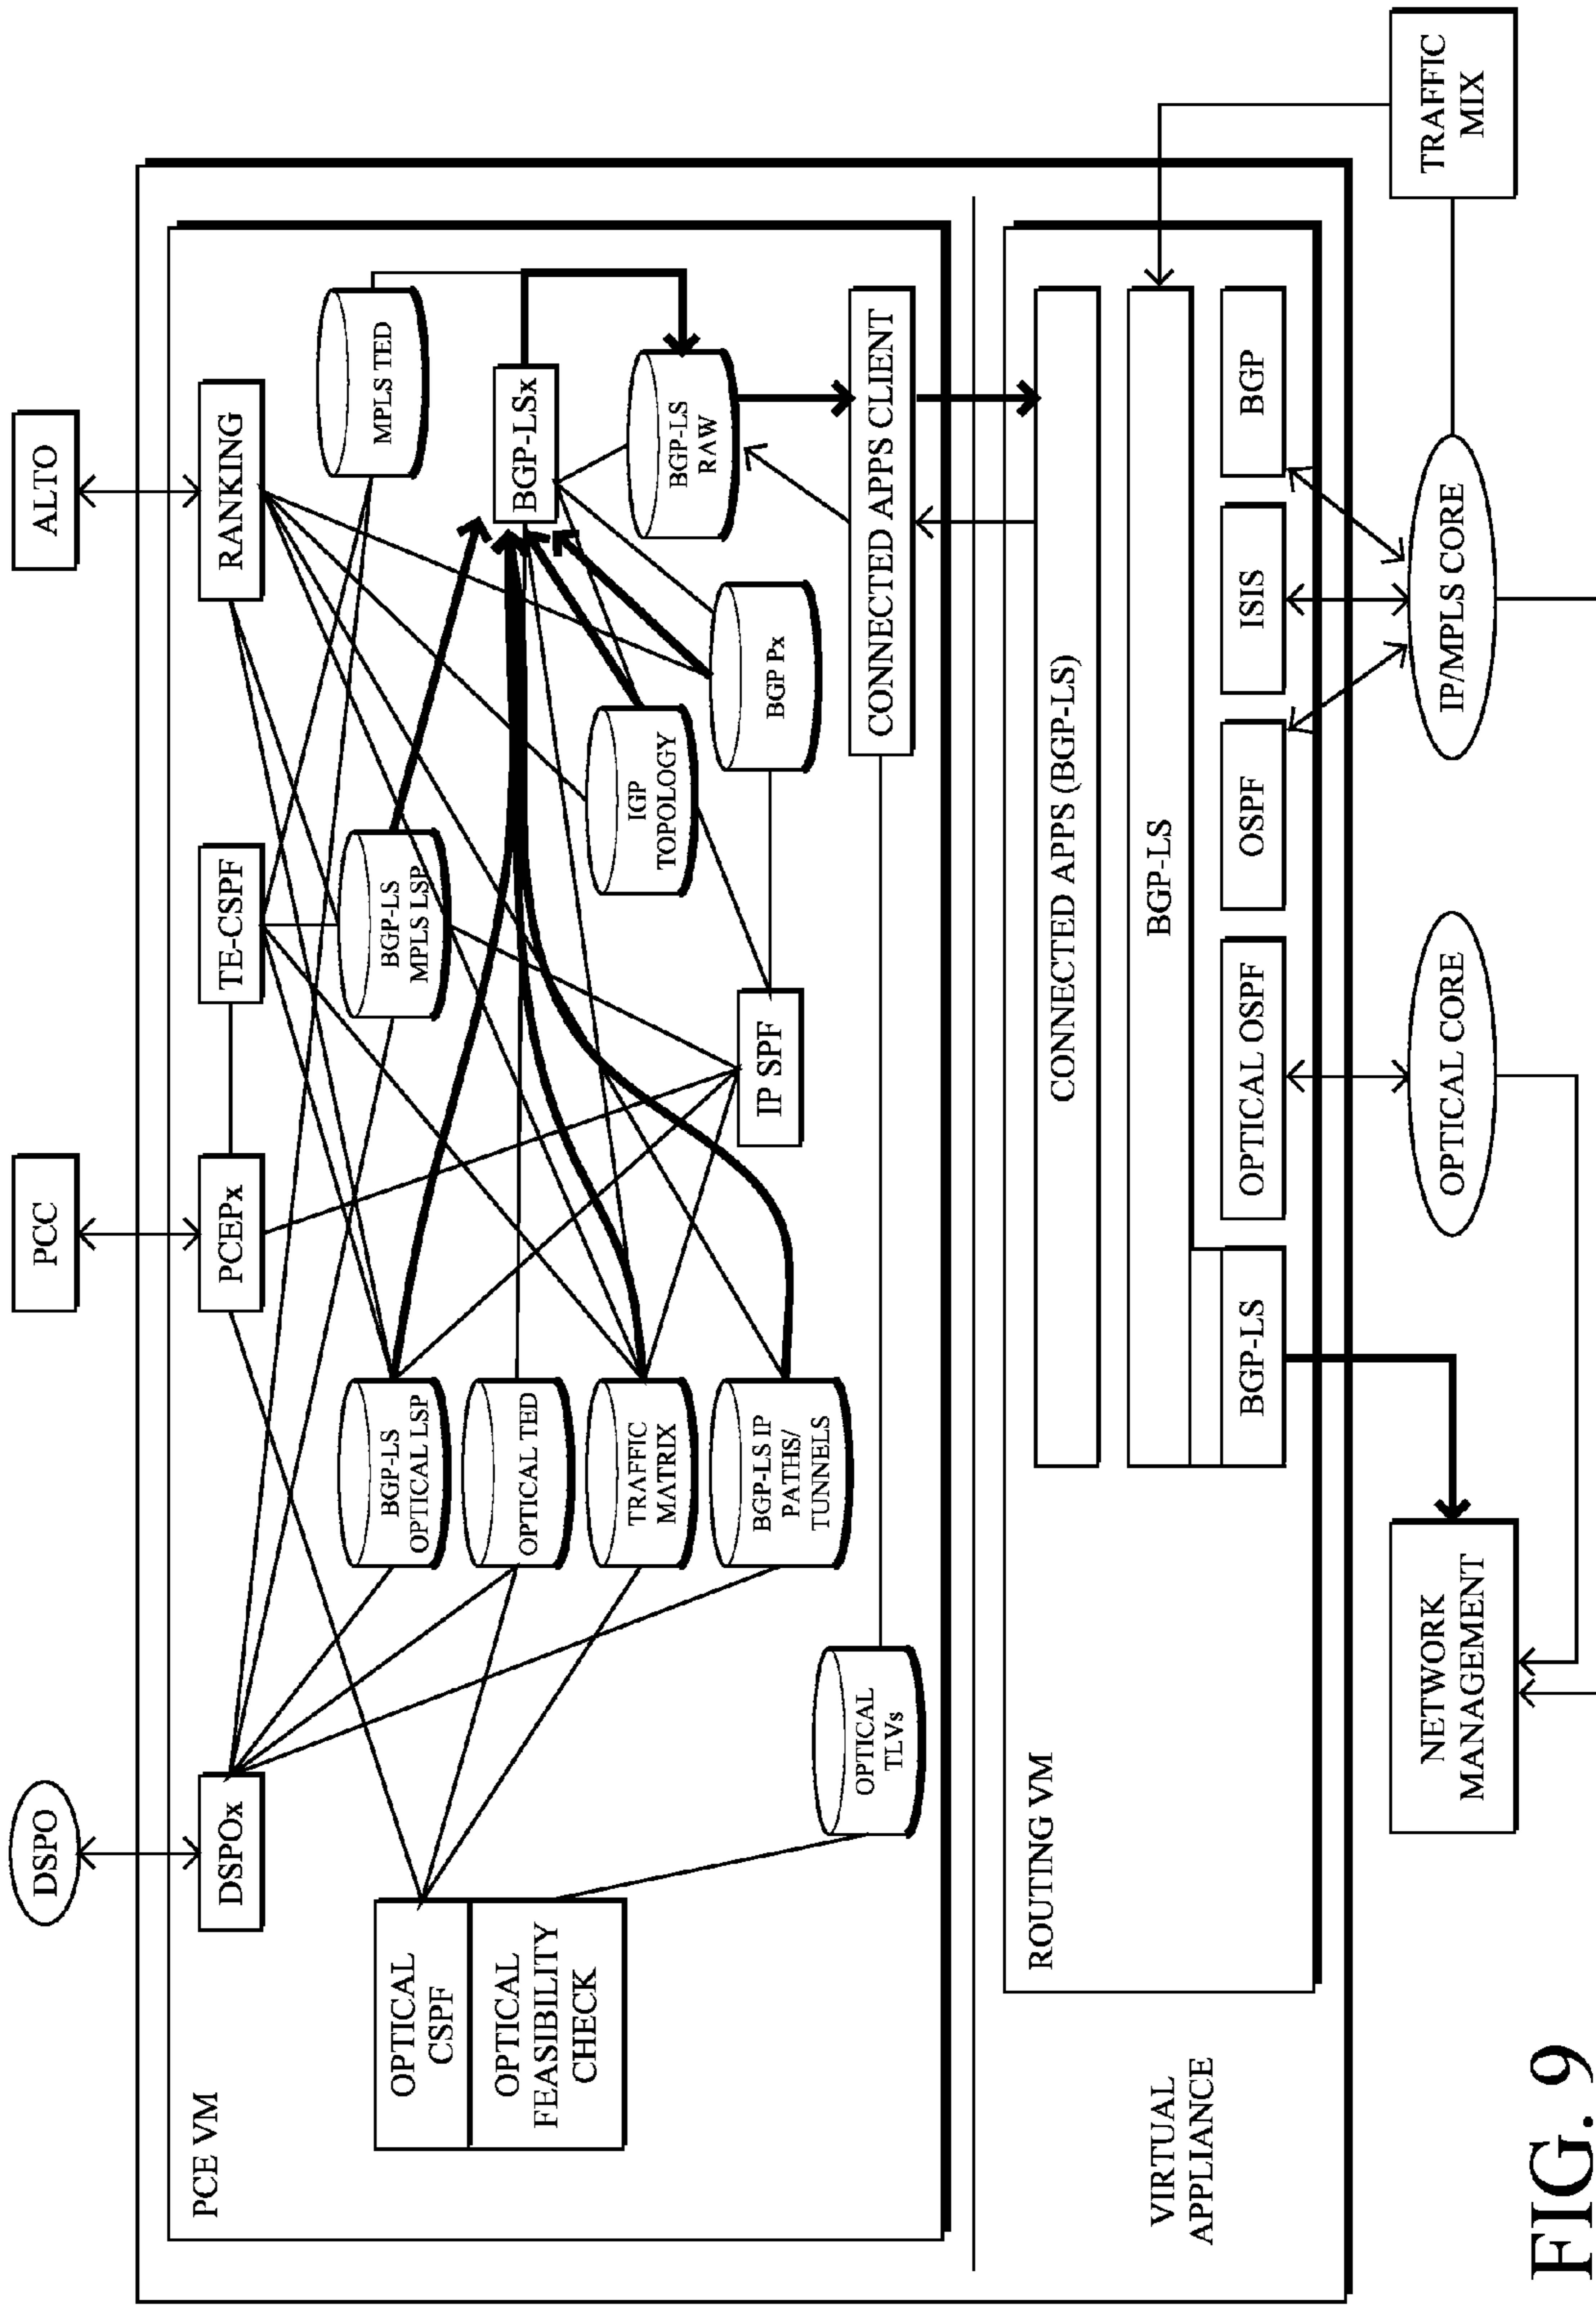 DSPO
PCC
ALTO
PCE VM
DSPOx
PCEPx
TE-CSPF
RANKING
OPTICAL
CSPF
OPTICAL
FEASIBILITY
CHECK
BGP-LS
OPTICAL LSP
OPTICAL TED
TRAFFIC
MATRIX
BGP-LS IP
PATHS/
TUNNELS
BGP-LS
MPLS LSP
MPLS TED
BGP-LSx
IGP
TOPOLOGY
BGP-LS
RAW
BGP Px
IP SPF
OPTICAL
TLVs
CONNECTED APPS CLIENT
VIRTUAL
APPLIANCE
ROUTING VM
CONNECTED APPS (BGP-LS)
BGP-LS
BGP-LS
OPTICAL OSPF
OSPF
ISIS
BGP
NETWORK
MANAGEMENT
OPTICAL CORE
IP/MPLS CORE
TRAFFIC
MIX
FIG. 9